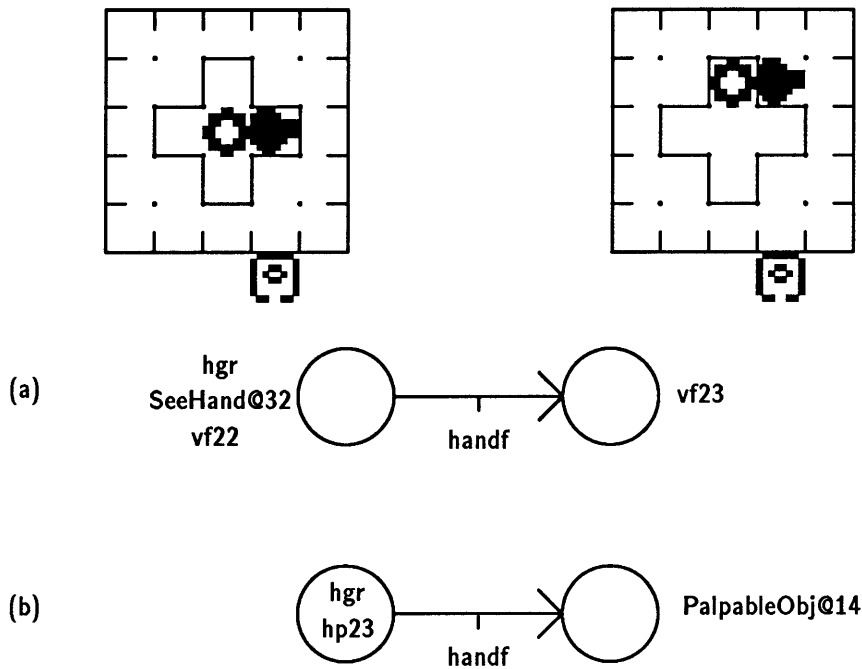 (a)
hgr
SeeHand@32
vf22
handf
vf23
(b)
hgr
hp23
handf
PalpableObj@14